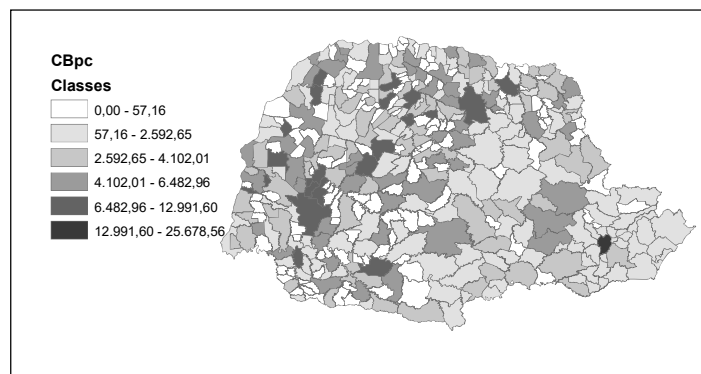 CBpc
Classes
0,00 - 57,16
57,16 - 2.592,65
2.592,65 - 4.102,01
4.102,01 - 6.482,96
6.482,96 - 12.991,60
12.991,60 - 25.678,56